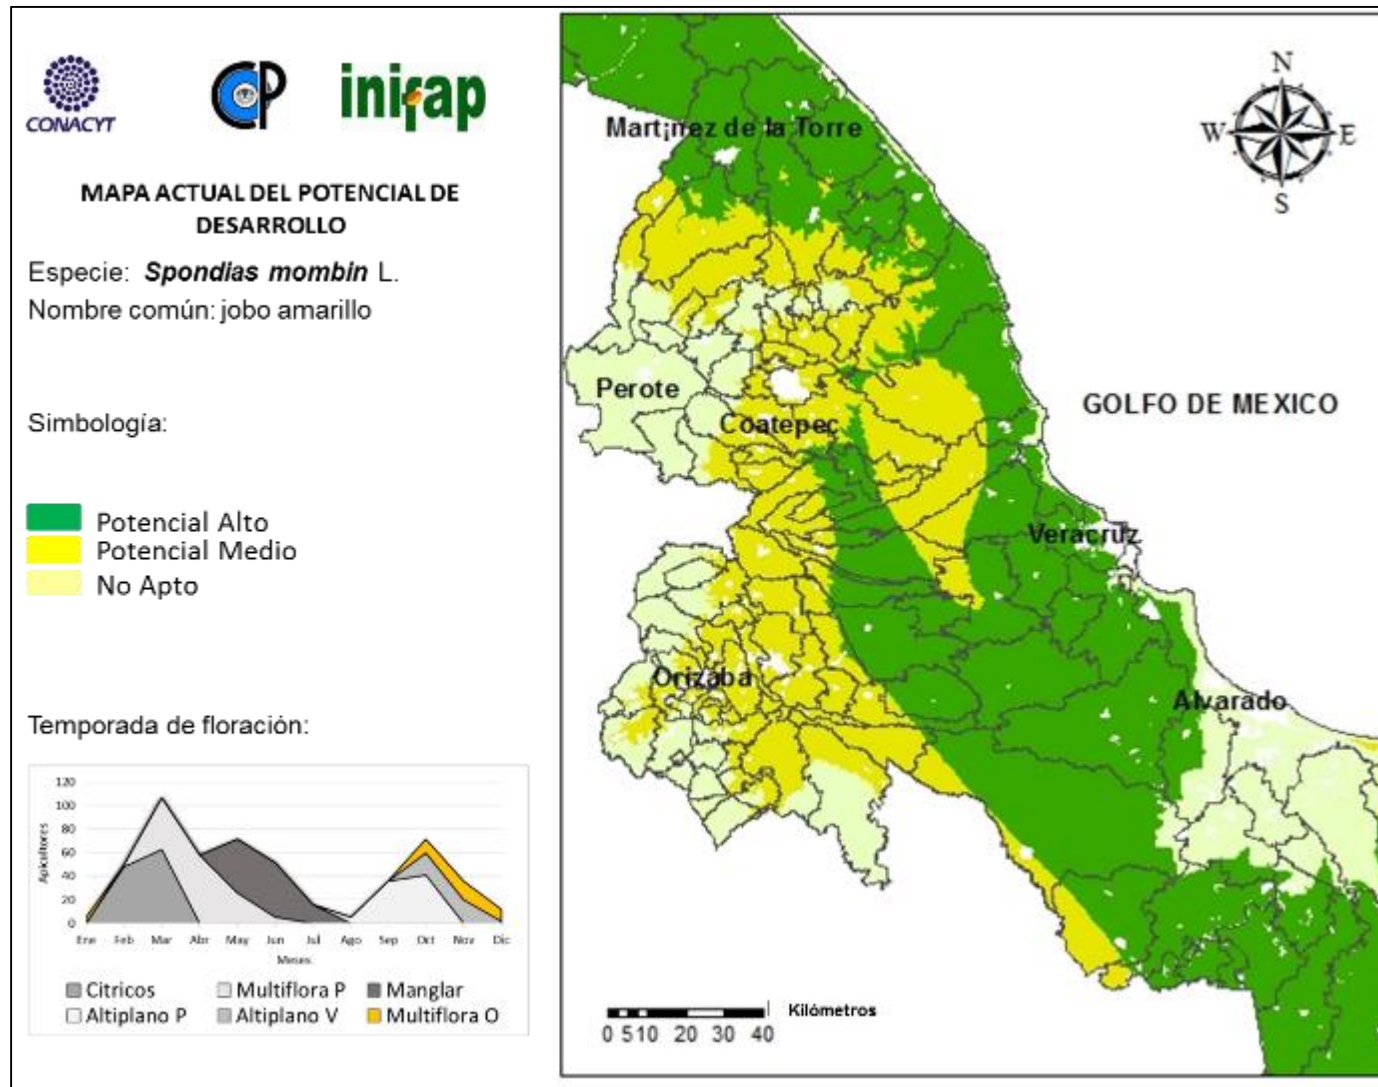 CONACYT
CP
inifap
MAPA ACTUAL DEL POTENCIAL DE
DESARROLLO
Especie: Spondias mombin L.
Nombre común: jobo amarillo
Simbología:
Potencial Alto
Potencial Medio
No Apto
Temporada de floración:
120
100
80
60
40
20
0
Apicultores
Ene Feb Mar Abr May Jun Jul Ago Sep Oct Nov Dic
Meses
Citricos Multiflora P Manglar
Altiplano P Altiplano V Multiflora O
Mart¡nez de la Torre
Perote
Coatepec
GOLFO DE MEXICO
Veracruz
Orizaba
Alvarado
N
W E
S
Kilómetros
0 5 10 20 30 40